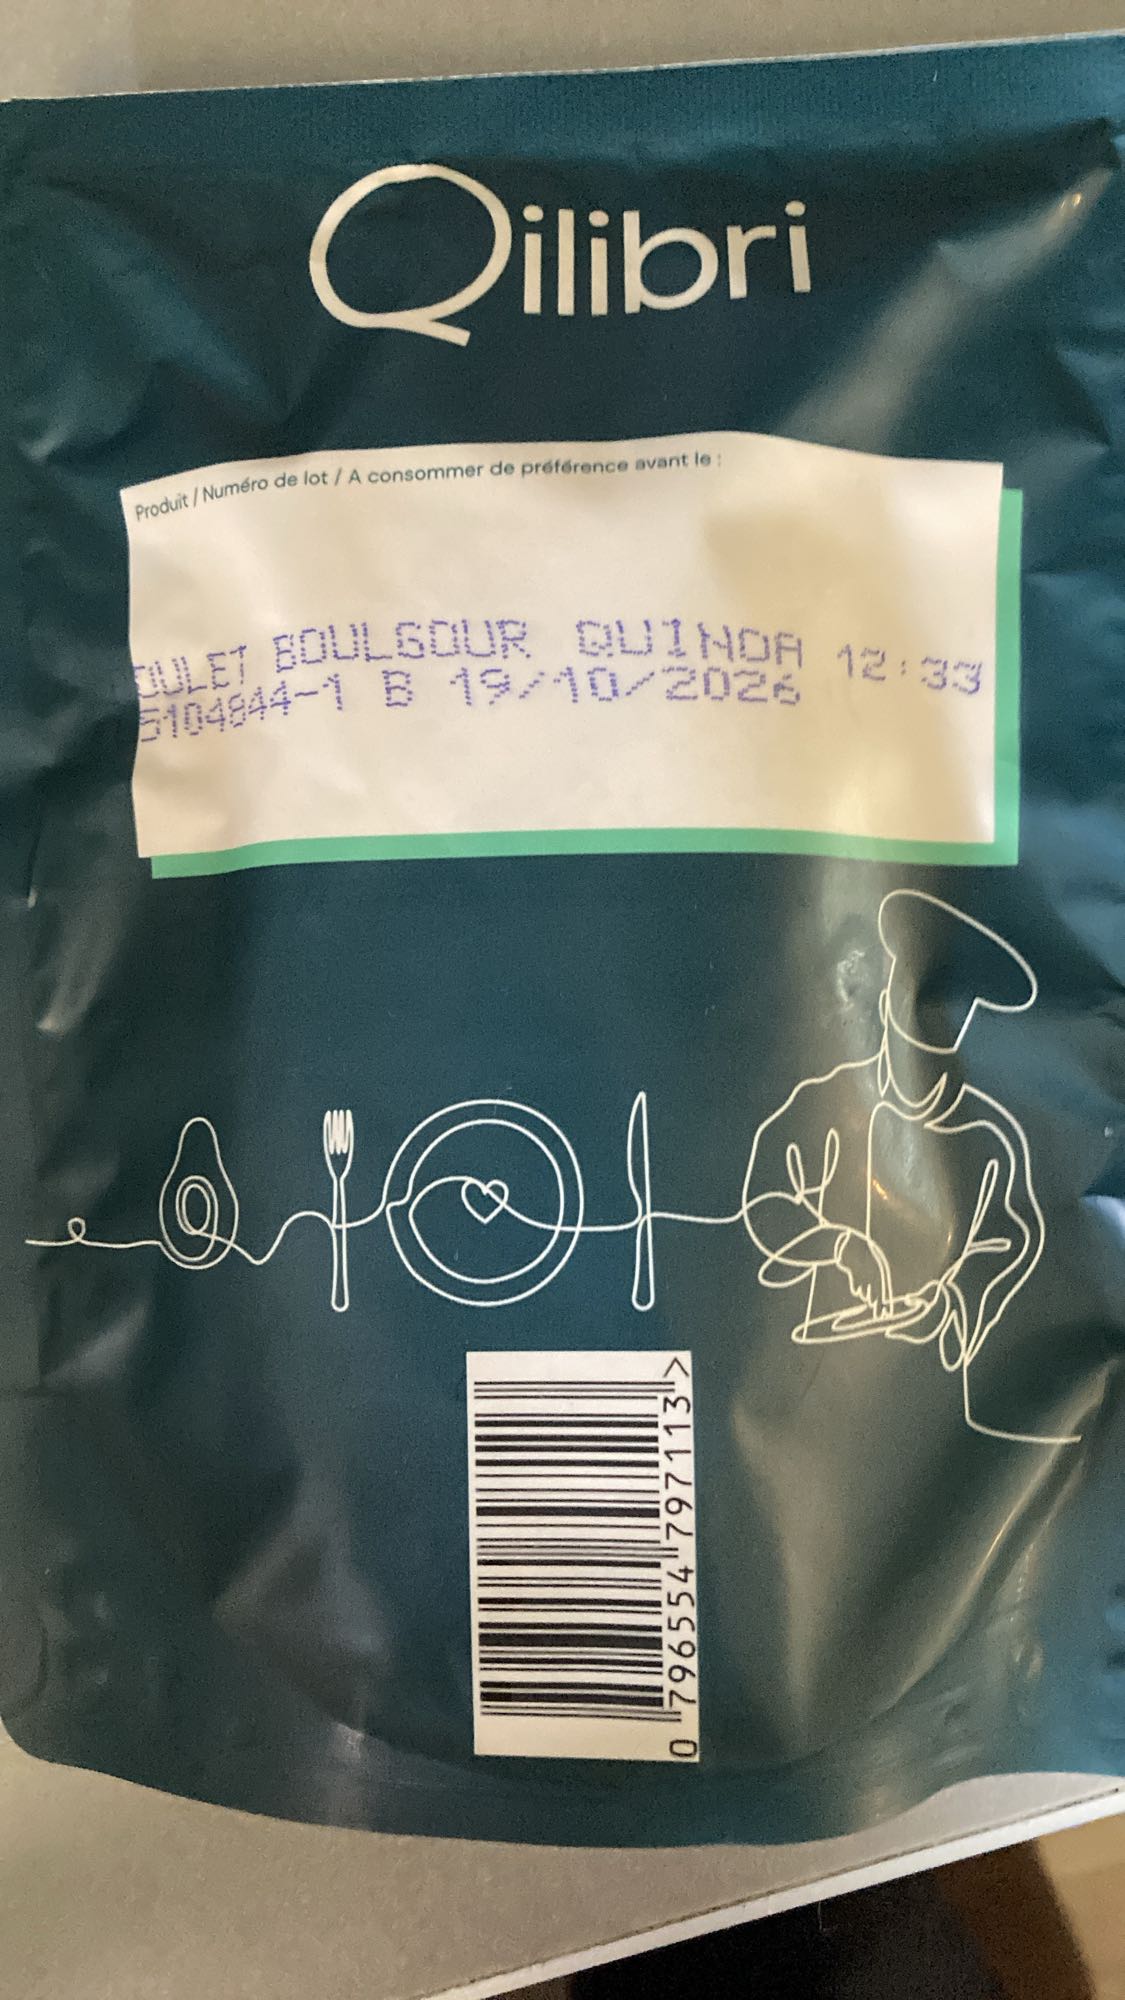 Qilibri
Produit / Numéro de lot / A consommer de préférence avant le :
OULET BOULGOUR QUINOA 12:33
5104844-1 B 19/10/2026
0 796554 797113 >